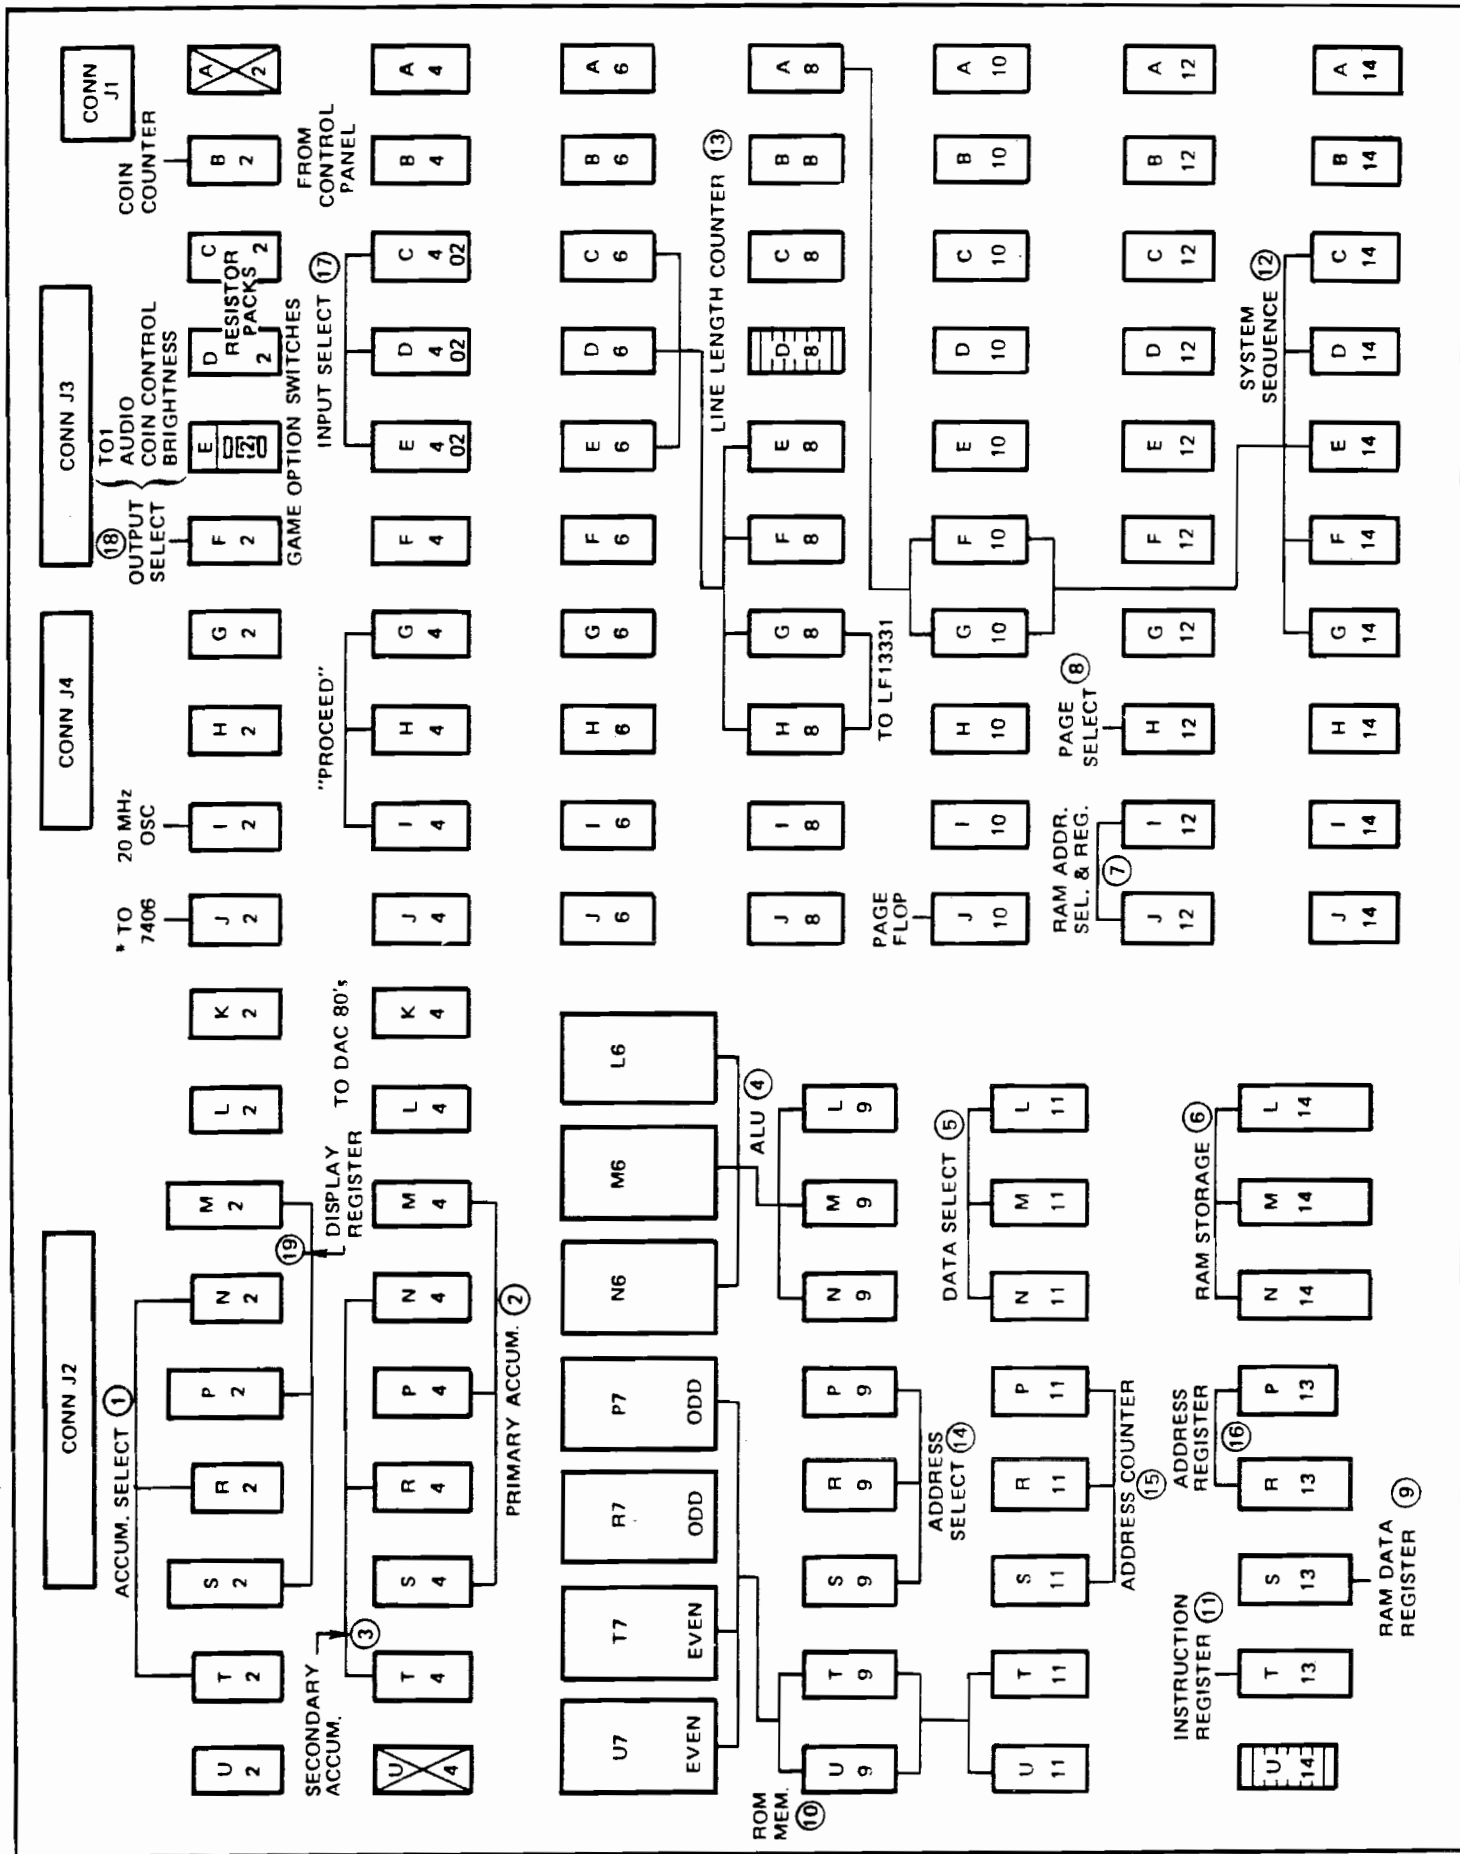 CONN J2
CONN J4
CONN J3
CONN J1
ACCUM. SELECT 1
* TO
7406
20 MHz
OSC
18
OUTPUT
SELECT
TO1
AUDIO
COIN CONTROL
BRIGHTNESS
COIN
COUNTER
U 2
T 2
S 2
R 2
P 2
N 2
M 2
L 2
K 2
J 2
I 2
H 2
G 2
F 2
E
D 2
C 2
RESISTOR
PACKS
B 2
A 2
SECONDARY
ACCUM.
3
19
DISPLAY
REGISTER
TO DAC 80's
"PROCEED"
GAME OPTION SWITCHES
INPUT SELECT 17
FROM
CONTROL
PANEL
U 4
T 4
S 4
R 4
P 4
N 4
M 4
L 4
K 4
J 4
I 4
H 4
G 4
F 4
E 4 02
D 4 02
C 4 02
B 4
A 4
PRIMARY ACCUM. 2
U7 EVEN
T7 EVEN
R7 ODD
P7 ODD
N6
M6
L6
J 6
I 6
H 6
G 6
F 6
E 6
D 6
C 6
B 6
A 6
ROM
MEM.
10
ALU 4
LINE LENGTH COUNTER 13
U 9
T 9
S 9
R 9
P 9
N 9
M 9
L 9
J 8
I 8
H 8
G 8
F 8
E 8
D 8
C 8
B B
A 8
ADDRESS
SELECT 14
DATA SELECT 5
PAGE
FLOP
TO LF13331
U 11
T 11
S 11
R 11
P 11
N 11
M 11
L 11
J 10
I 10
H 10
G 10
F 10
E 10
D 10
C 10
B 10
A 10
ADDRESS COUNTER
15
RAM ADDR.
SEL. & REG.
7
PAGE
SELECT 8
J 12
I 12
H 12
G 12
F 12
E 12
D 12
C 12
B 12
A 12
INSTRUCTION
REGISTER 11
ADDRESS
REGISTER
16
RAM STORAGE 6
SYSTEM
SEQUENCE 12
U 14
T 13
S 13
R 13
P 13
N 14
M 14
L 14
J 14
I 14
H 14
G 14
F 14
E 14
D 14
C 14
B 14
A 14
RAM DATA
REGISTER 9